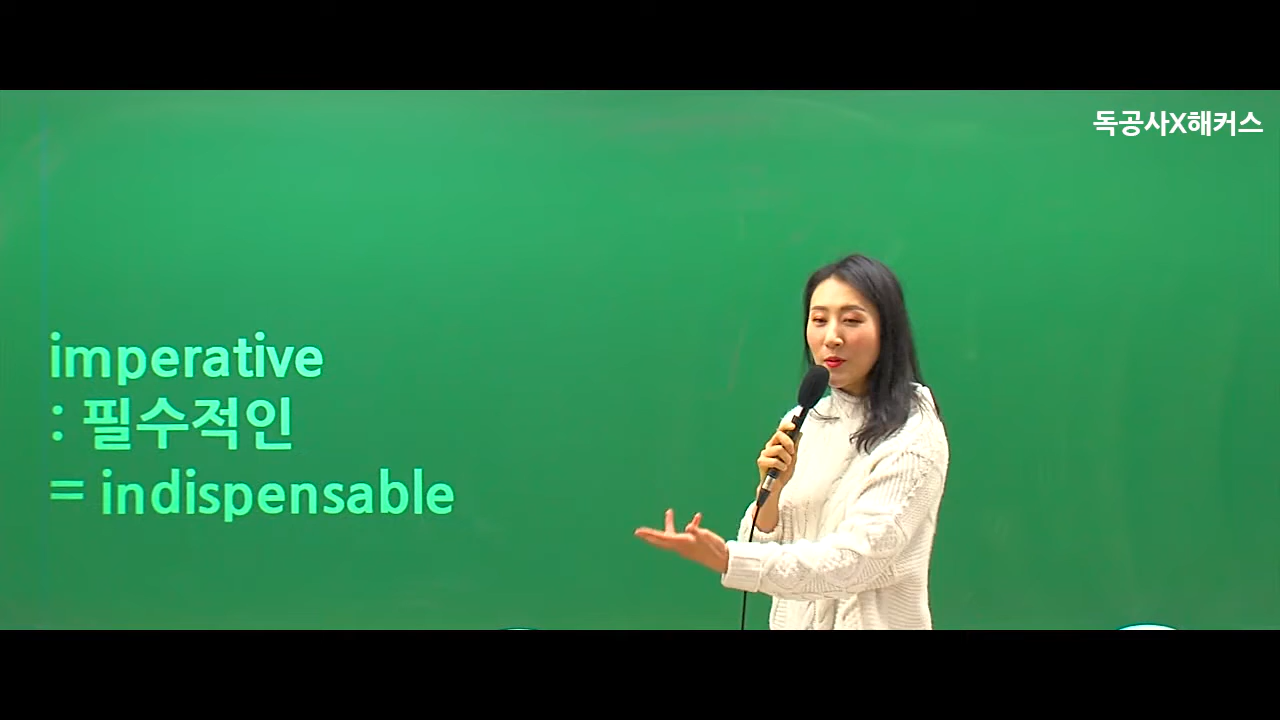 독공사X해커스
imperative
: 필수적인
= indispensable